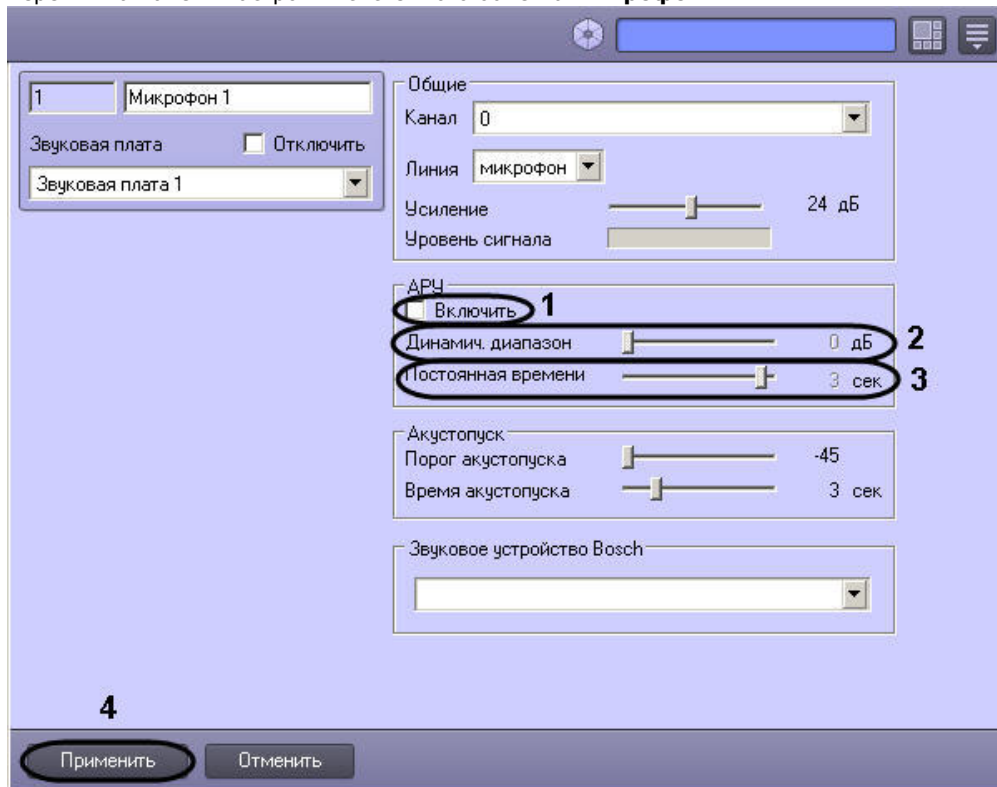 1 Микрофон 1
Звуковая плата Отключить
Звуковая плата 1
Общие
Канал 0
Линия микрофон
Усиление 24 дБ
Уровень сигнала
АРУ
Включить 1
Динамич. диапазон 0 дБ 2
Постоянная времени 3 сек 3
Акустопуск
Порог акустопуска -45
Время акустопуска 3 сек
Звуковое устройство Bosch
4
Применить Отменить